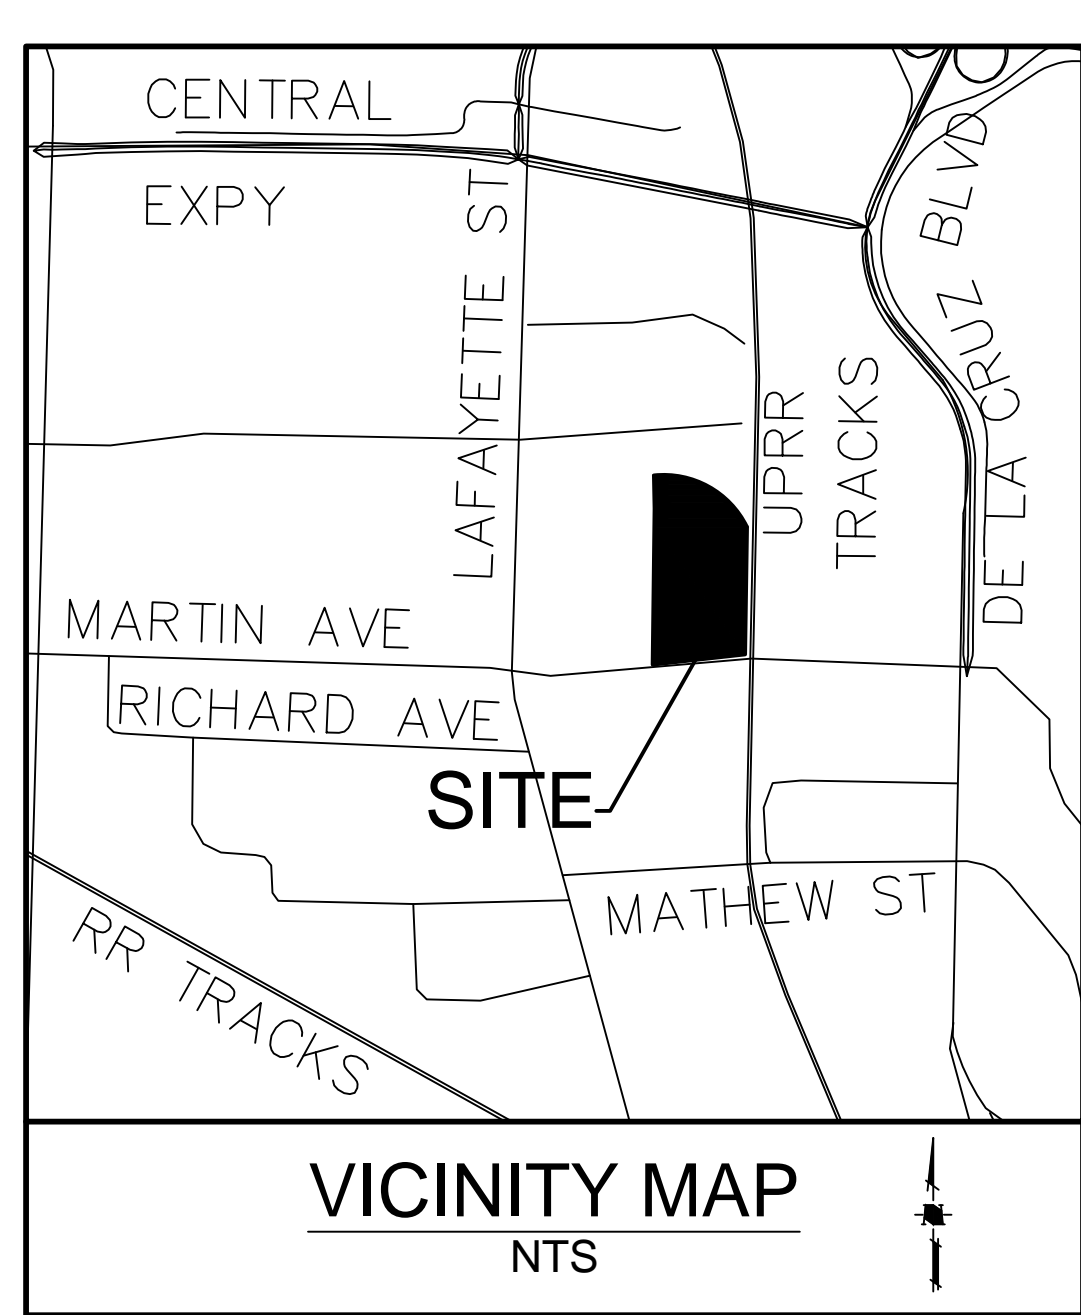 CENTRAL
EXPY
LAFAYETTE ST
DE LA CRUZ BLVD
UPRR
TRACKS
MARTIN AVE
RICHARD AVE
SITE
MATHEW ST
RR TRACKS
VICINITY MAP
NTS
N